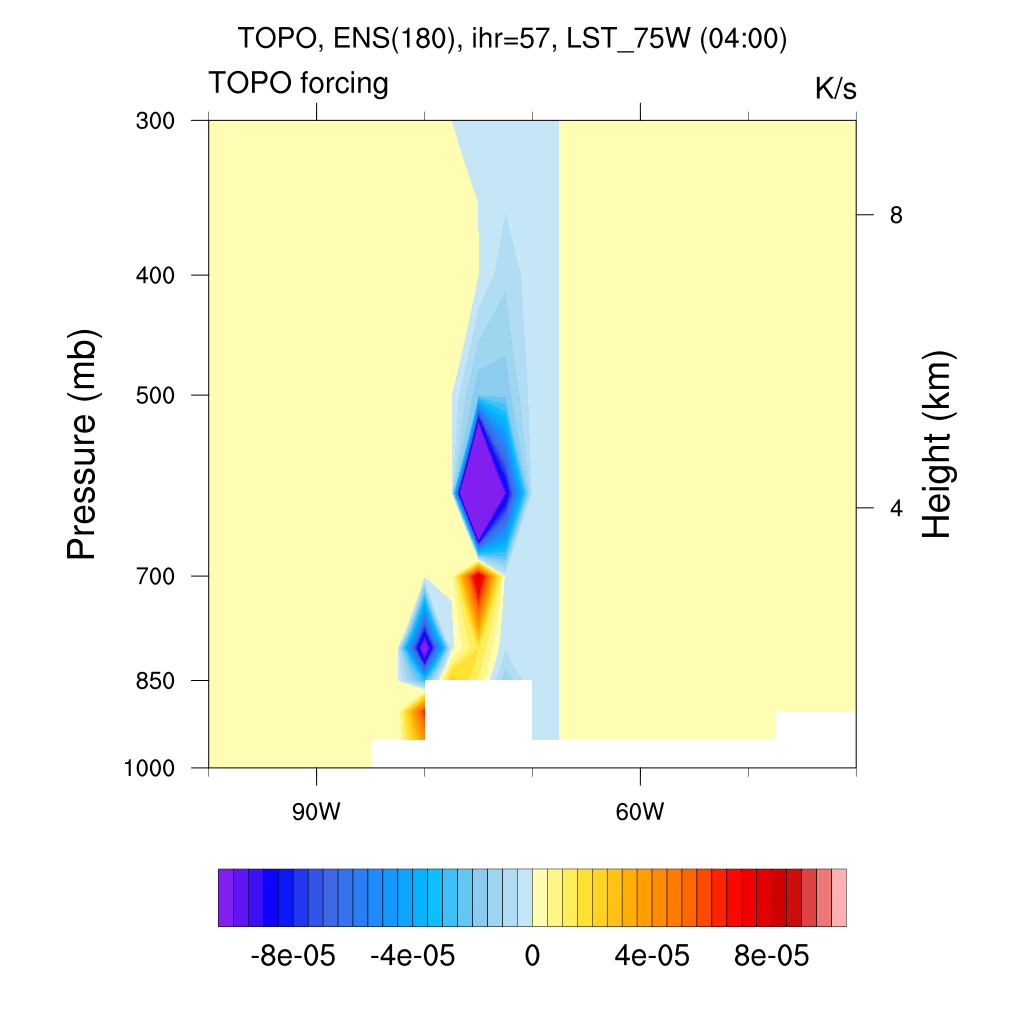 TOPO, ENS(180), ihr=57, LST_75W (04:00)
TOPO forcing
K/s
300
400
500
700
850
1000
Pressure (mb)
8
4
Height (km)
90W
60W
-8e-05
-4e-05
0
4e-05
8e-05